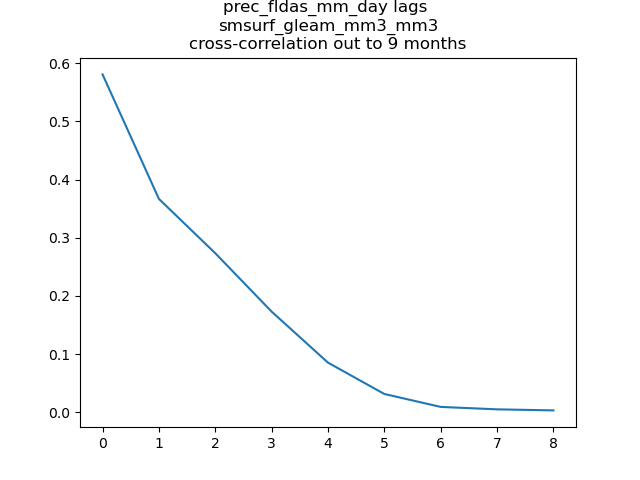 prec_fldas_mm_day lags
smsurf_gleam_mm3_mm3
cross-correlation out to 9 months
0.6
0.5
0.4
0.3
0.2
0.1
0.0
0 1 2 3 4 5 6 7 8